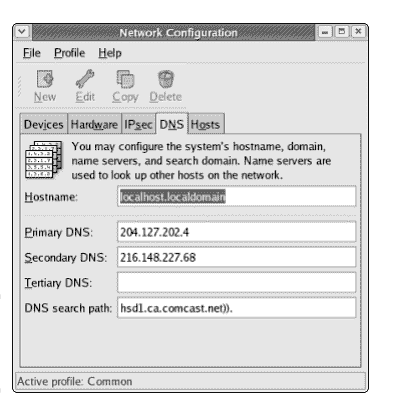 Network Configuration
File Profile Help
New Edit Copy Delete
Devices Hardware IPsec DNS Hosts
You may configure the system's hostname, domain,
name servers, and search domain. Name servers are
used to look up other hosts on the network.
Hostname: localhost.localdomain
Primary DNS: 204.127.202.4
Secondary DNS: 216.148.227.68
Tertiary DNS:
DNS search path: hsd1.ca.comcast.net)).
Active profile: Common